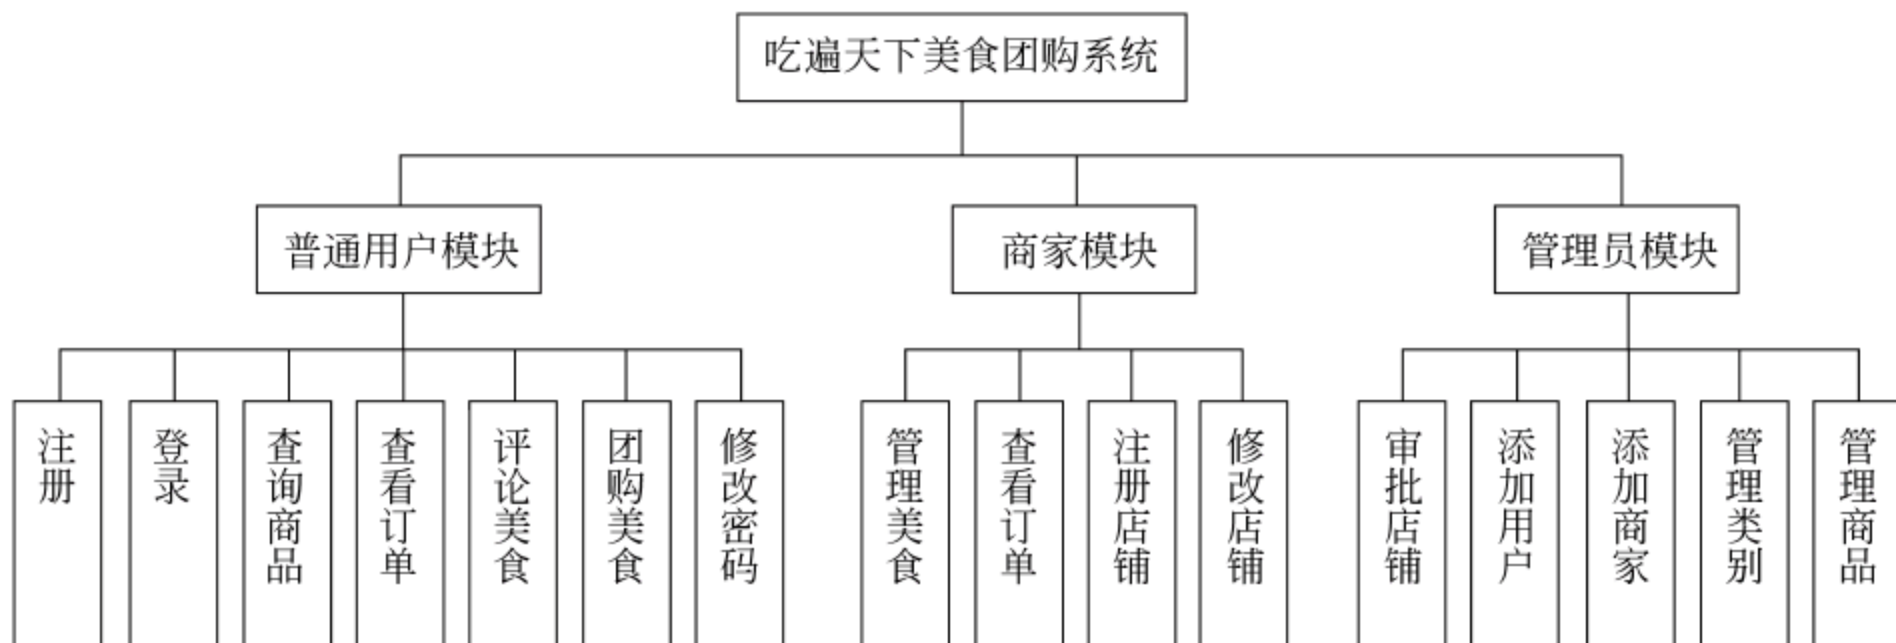 吃遍天下美食团购系统
普通用户模块
商家模块
管理员模块
注册
登录
查询商品
查看订单
评论美食
团购美食
修改密码
管理美食
查看订单
注册店铺
修改店铺
审批店铺
添加用户
添加商家
管理类别
管理商品